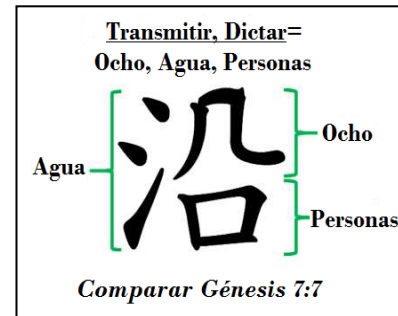 Transmitir, Dictar=
Ocho, Agua, Personas
沿
Agua
Ocho
Personas
Comparar Génesis 7:7